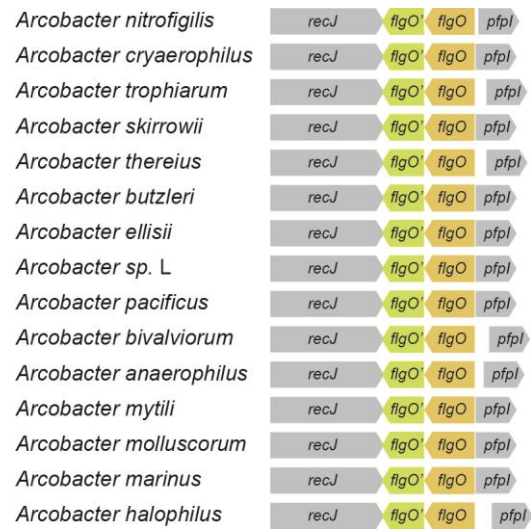 Arcobacter nitrofigilis recJ flgO' flgO pfpI
Arcobacter cryaerophilus recJ flgO' flgO pfpI
Arcobacter trophiarum recJ flgO' flgO pfpI
Arcobacter skirrowii recJ flgO' flgO pfpI
Arcobacter thereius recJ flgO' flgO pfpI
Arcobacter butzleri recJ flgO' flgO pfpI
Arcobacter ellisii recJ flgO' flgO pfpI
Arcobacter sp. L recJ flgO' flgO pfpI
Arcobacter pacificus recJ flgO' flgO pfpI
Arcobacter bivalviorum recJ flgO' flgO pfpI
Arcobacter anaerophilus recJ flgO' flgO pfpI
Arcobacter mytili recJ flgO' flgO pfpI
Arcobacter molluscorum recJ flgO' flgO pfpI
Arcobacter marinus recJ flgO' flgO pfpI
Arcobacter halophilus recJ flgO' flgO pfpI